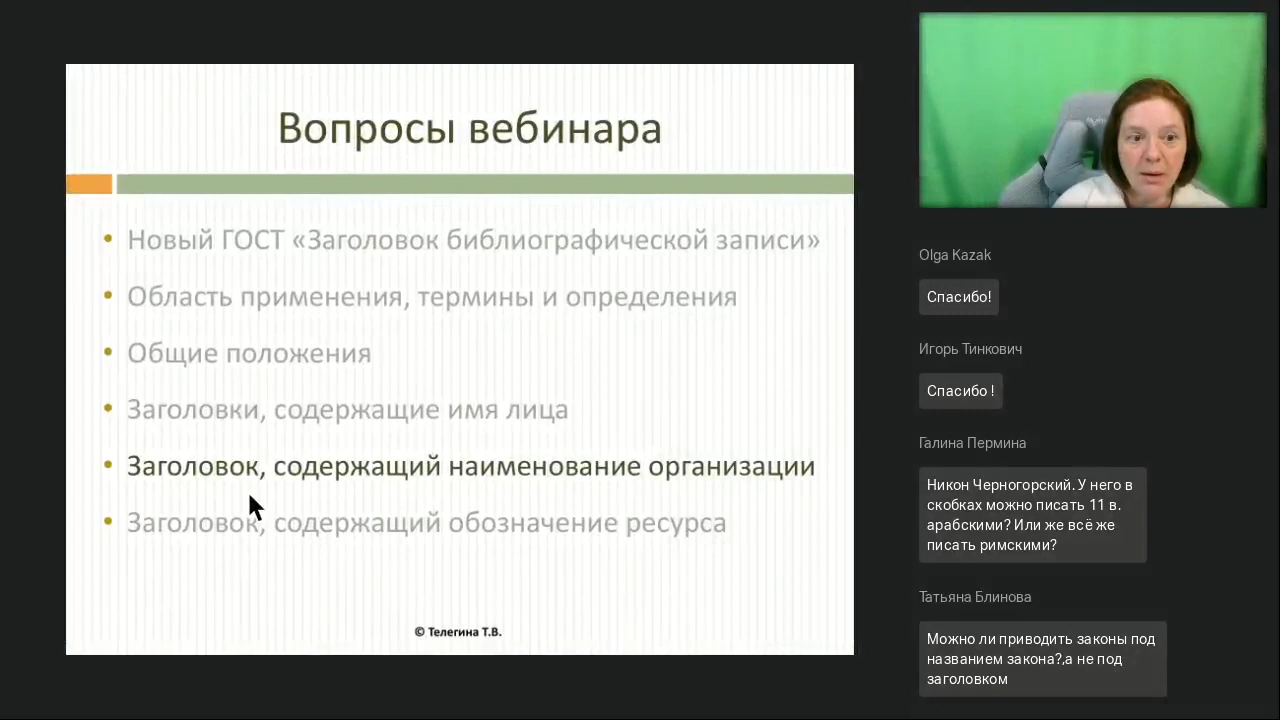 Вопросы вебинара
• Новый ГОСТ «Заголовок библиографической записи»
• Область применения, термины и определения
• Общие положения
• Заголовки, содержащие имя лица
• Заголовок, содержащий наименование организации
• Заголовок, содержащий обозначение ресурса
© Телегина Т.В.
Olga Kazak
Спасибо!
Игорь Тинкович
Спасибо !
Галина Пермина
Никон Черногорский. У него в
скобках можно писать 11 в.
арабскими? Или же всё же
писать римскими?
Татьяна Блинова
Можно ли приводить законы под
названием закона?,а не под
заголовком